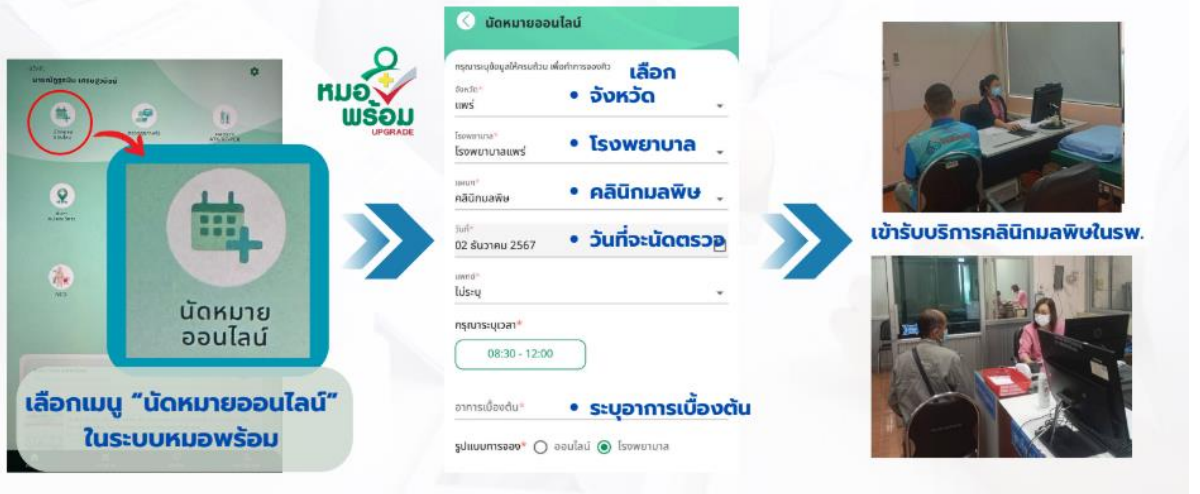 นัดหมาย
ออนไลน์
เลือกเมนู “นัดหมายออนไลน์”
ในระบบหมอพร้อม
หมอ
พร้อม
UPGRADE
นัดหมายออนไลน์
กรุณาระบุข้อมูลให้ครบถ้วน เพื่อทำการจองคิว
เลือก
จังหวัด*
แพร่
• จังหวัด
โรงพยาบาล*
โรงพยาบาลแพร่
• โรงพยาบาล
แผนก*
คลินิกมลพิษ
• คลินิกมลพิษ
วันที่*
02 ธันวาคม 2567
• วันที่จะนัดตรวจ
แพทย์*
ไม่ระบุ
กรุณาระบุเวลา*
08:30 - 12:00
อาการเบื้องต้น*
• ระบุอาการเบื้องต้น
รูปแบบการจอง* ออนไลน์ โรงพยาบาล
เข้ารับบริการคลินิกมลพิษในรพ.